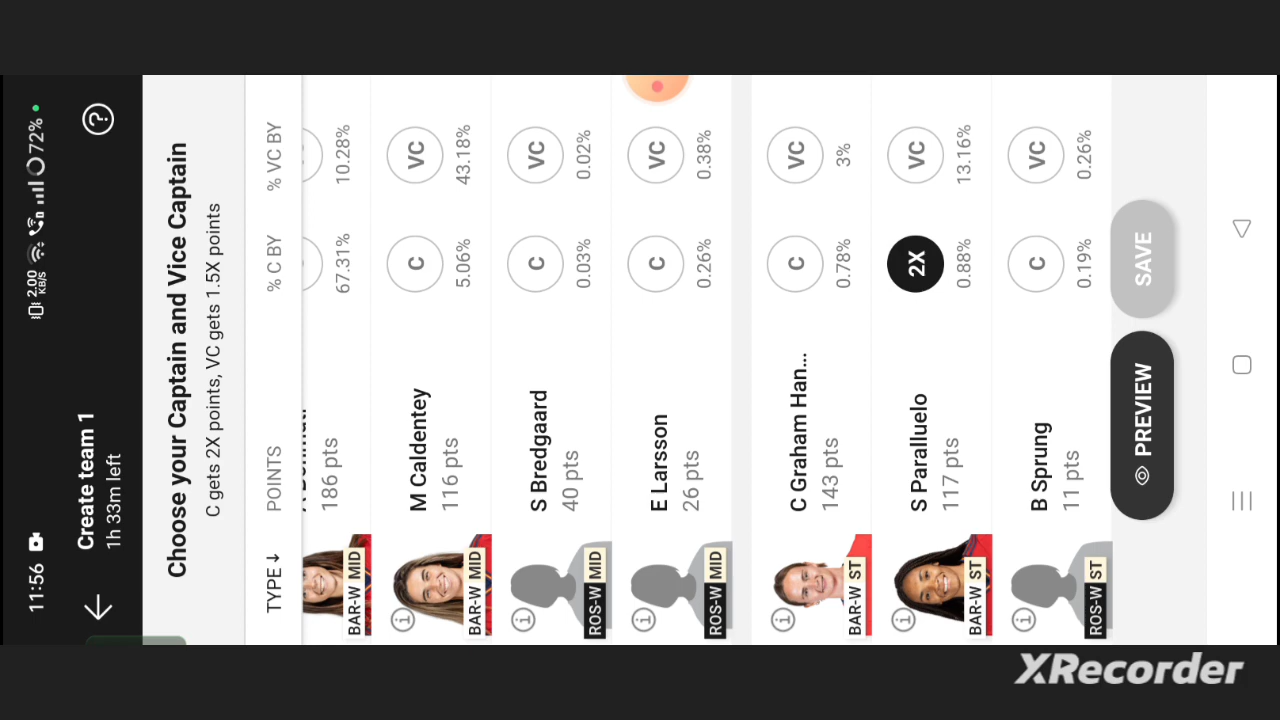 11:56
2.00 KB/S
72%
Create team 1
1h 33m left
?
Choose your Captain and Vice Captain
C gets 2X points, VC gets 1.5X points
TYPE ↓ POINTS % C BY % VC BY
BAR-W MID 186 pts 67.31% 10.28%
M Caldentey
BAR-W MID 116 pts C 5.06% VC 43.18%
S Bredgaard
ROS-W MID 40 pts C 0.03% VC 0.02%
E Larsson
ROS-W MID 26 pts C 0.26% VC 0.38%
C Graham Han...
BAR-W ST 143 pts C 0.78% VC 3%
S Paralluelo
BAR-W ST 117 pts 2X 0.88% VC 13.16%
B Sprung
ROS-W ST 11 pts C 0.19% VC 0.26%
PREVIEW SAVE
XRecorder